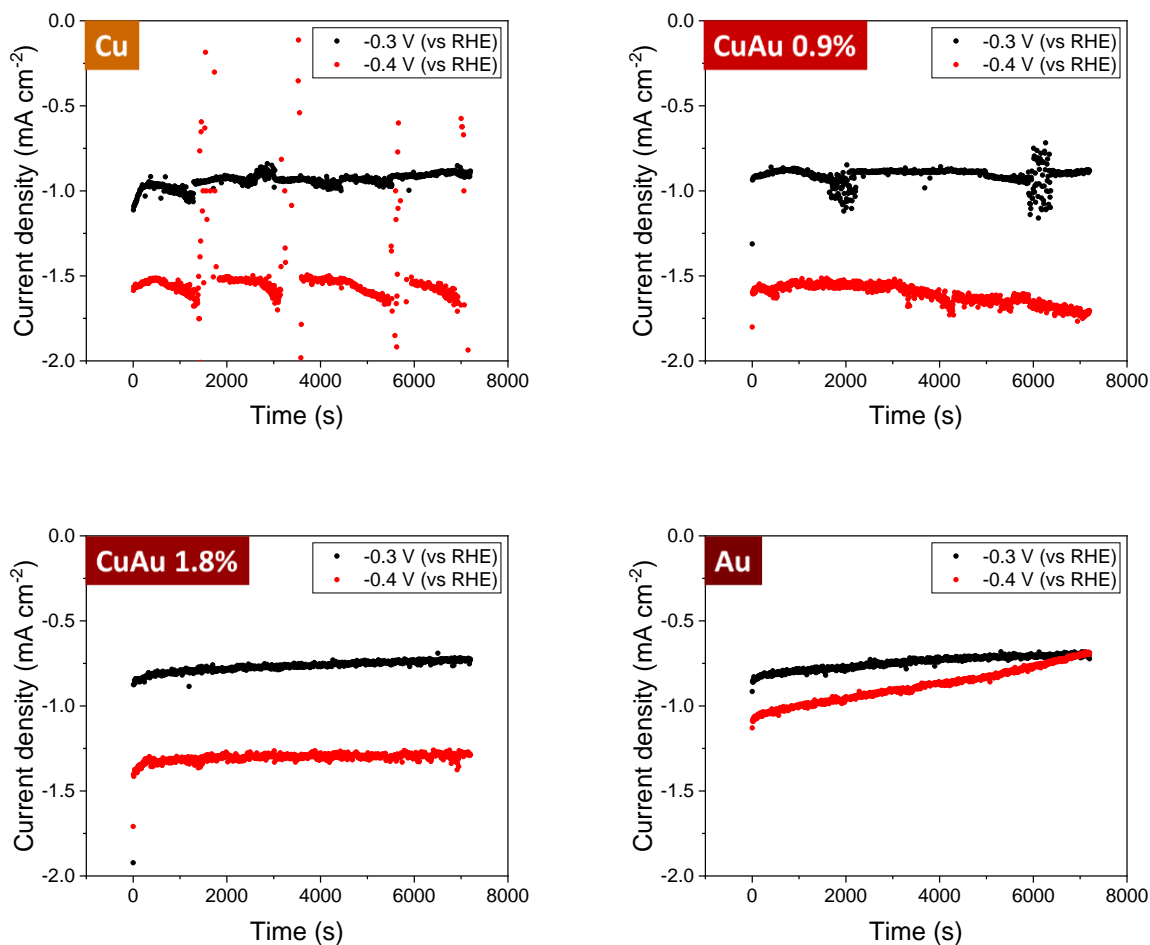 Cu
-0.3 V (vs RHE)
-0.4 V (vs RHE)
0.0
-0.5
-1.0
-1.5
-2.0
Current density (mA cm-2)
0 2000 4000 6000 8000
Time (s)
CuAu 0.9%
-0.3 V (vs RHE)
-0.4 V (vs RHE)
0.0
-0.5
-1.0
-1.5
-2.0
Current density (mA cm-2)
0 2000 4000 6000 8000
Time (s)
CuAu 1.8%
-0.3 V (vs RHE)
-0.4 V (vs RHE)
0.0
-0.5
-1.0
-1.5
-2.0
Current density (mA cm-2)
0 2000 4000 6000 8000
Time (s)
Au
-0.3 V (vs RHE)
-0.4 V (vs RHE)
0.0
-0.5
-1.0
-1.5
-2.0
Current density (mA cm-2)
0 2000 4000 6000 8000
Time (s)